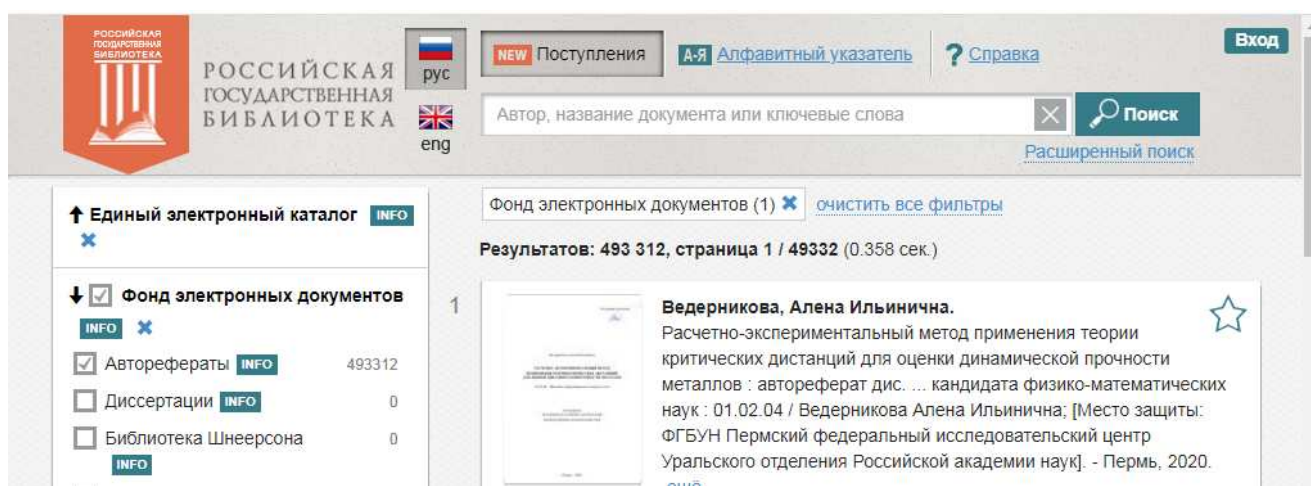 РОССИЙСКАЯ
ГОСУДАРСТВЕННАЯ
БИБЛИОТЕКА
РОССИЙСКАЯ
ГОСУДАРСТВЕННАЯ
БИБЛИОТЕКА
рус
eng
NEW Поступления
А-Я Алфавитный указатель
? Справка
Вход
Автор, название документа или ключевые слова
Поиск
Расширенный поиск
Единый электронный каталог INFO
Фонд электронных документов
INFO
Авторефераты INFO 493312
Диссертации INFO 0
Библиотека Шнеерсона 0
INFO
Фонд электронных документов (1) очистить все фильтры
Результатов: 493 312, страница 1 / 49332 (0.358 сек.)
1
Ведерникова, Алена Ильинична.
Расчетно-экспериментальный метод применения теории
критических дистанций для оценки динамической прочности
металлов : автореферат дис. ... кандидата физико-математических
наук : 01.02.04 / Ведерникова Алена Ильинична; [Место защиты:
ФГБУН Пермский федеральный исследовательский центр
Уральского отделения Российской академии наук]. - Пермь, 2020.
ещё